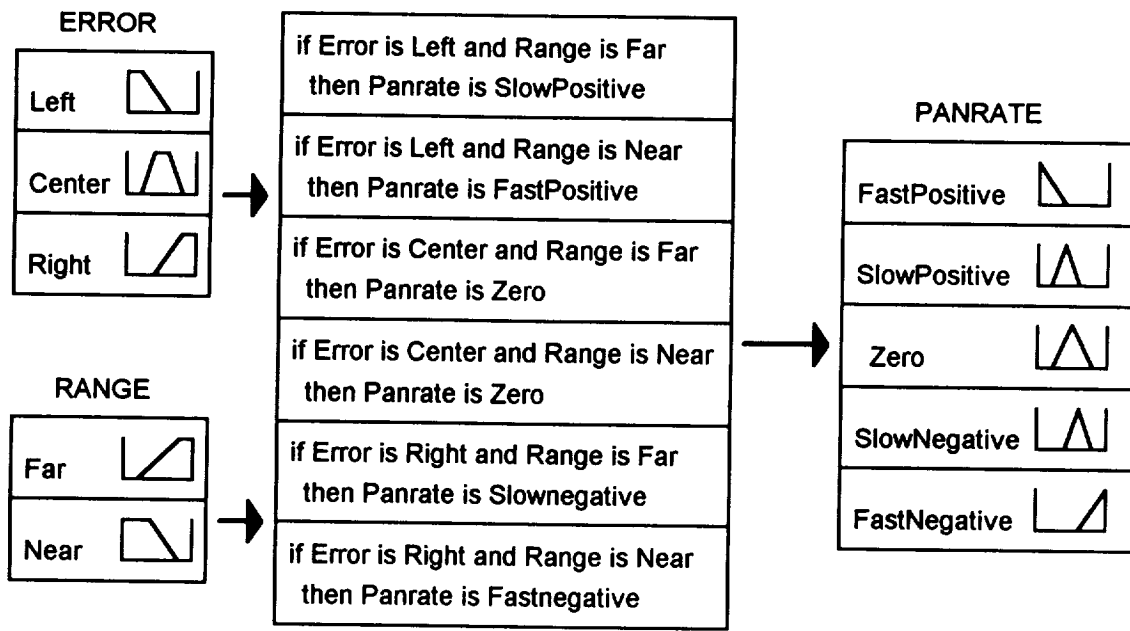 ERROR
Left
Center
Right
RANGE
Far
Near
if Error is Left and Range is Far
then Panrate is SlowPositive
if Error is Left and Range is Near
then Panrate is FastPositive
if Error is Center and Range is Far
then Panrate is Zero
if Error is Center and Range is Near
then Panrate is Zero
if Error is Right and Range is Far
then Panrate is Slownegative
if Error is Right and Range is Near
then Panrate is Fastnegative
PANRATE
FastPositive
SlowPositive
Zero
SlowNegative
FastNegative